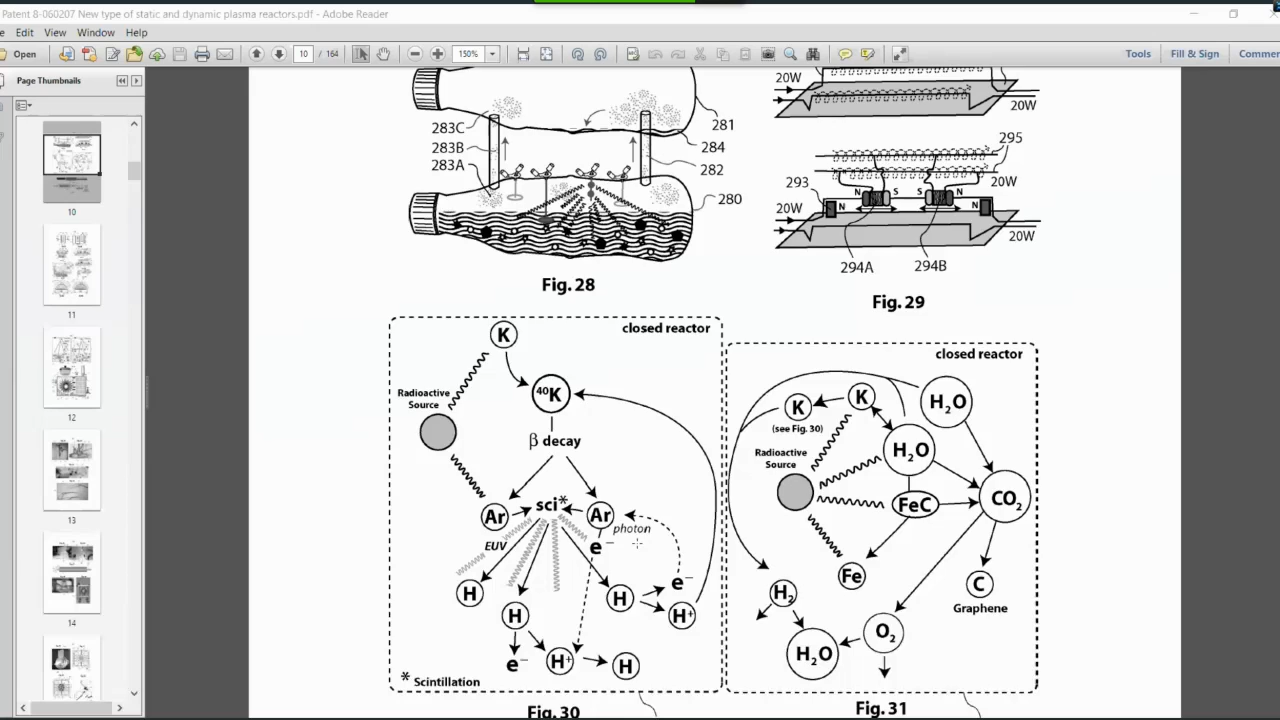 Patent 8-060207 New type of static and dynamic plasma reactors.pdf - Adobe Reader
e Edit View Window Help
Open 10 / 164 150% Tools Fill & Sign Commen
Page Thumbnails
10
11
12
13
14
283C
283B
283A
281
284
282
280
Fig. 28
20W
20W
295
20W
293
N S S N
N N
20W
20W
294A 294B
Fig. 29
closed reactor
K
Radioactive
Source
40K
β decay
Ar sci* Ar
photon
EUV e−
H
H
H
e−
H+
e−
H+
H
* Scintillation
Fig. 30
closed reactor
K
K
H2O
(see Fig. 30)
Radioactive
Source
H2O
FeC
CO2
Fe
H2
C
Graphene
O2
H2O
Fig. 31